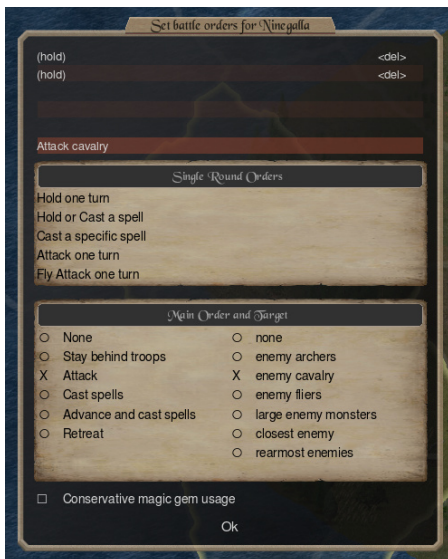 Set battle orders for Ninegalla
(hold) <del>
(hold) <del>
Attack cavalry
Single Round Orders
Hold one turn
Hold or Cast a spell
Cast a specific spell
Attack one turn
Fly Attack one turn
Main Order and Target
None none
Stay behind troops enemy archers
X Attack X enemy cavalry
Cast spells enemy fliers
Advance and cast spells large enemy monsters
Retreat closest enemy
rearmost enemies
Conservative magic gem usage
Ok